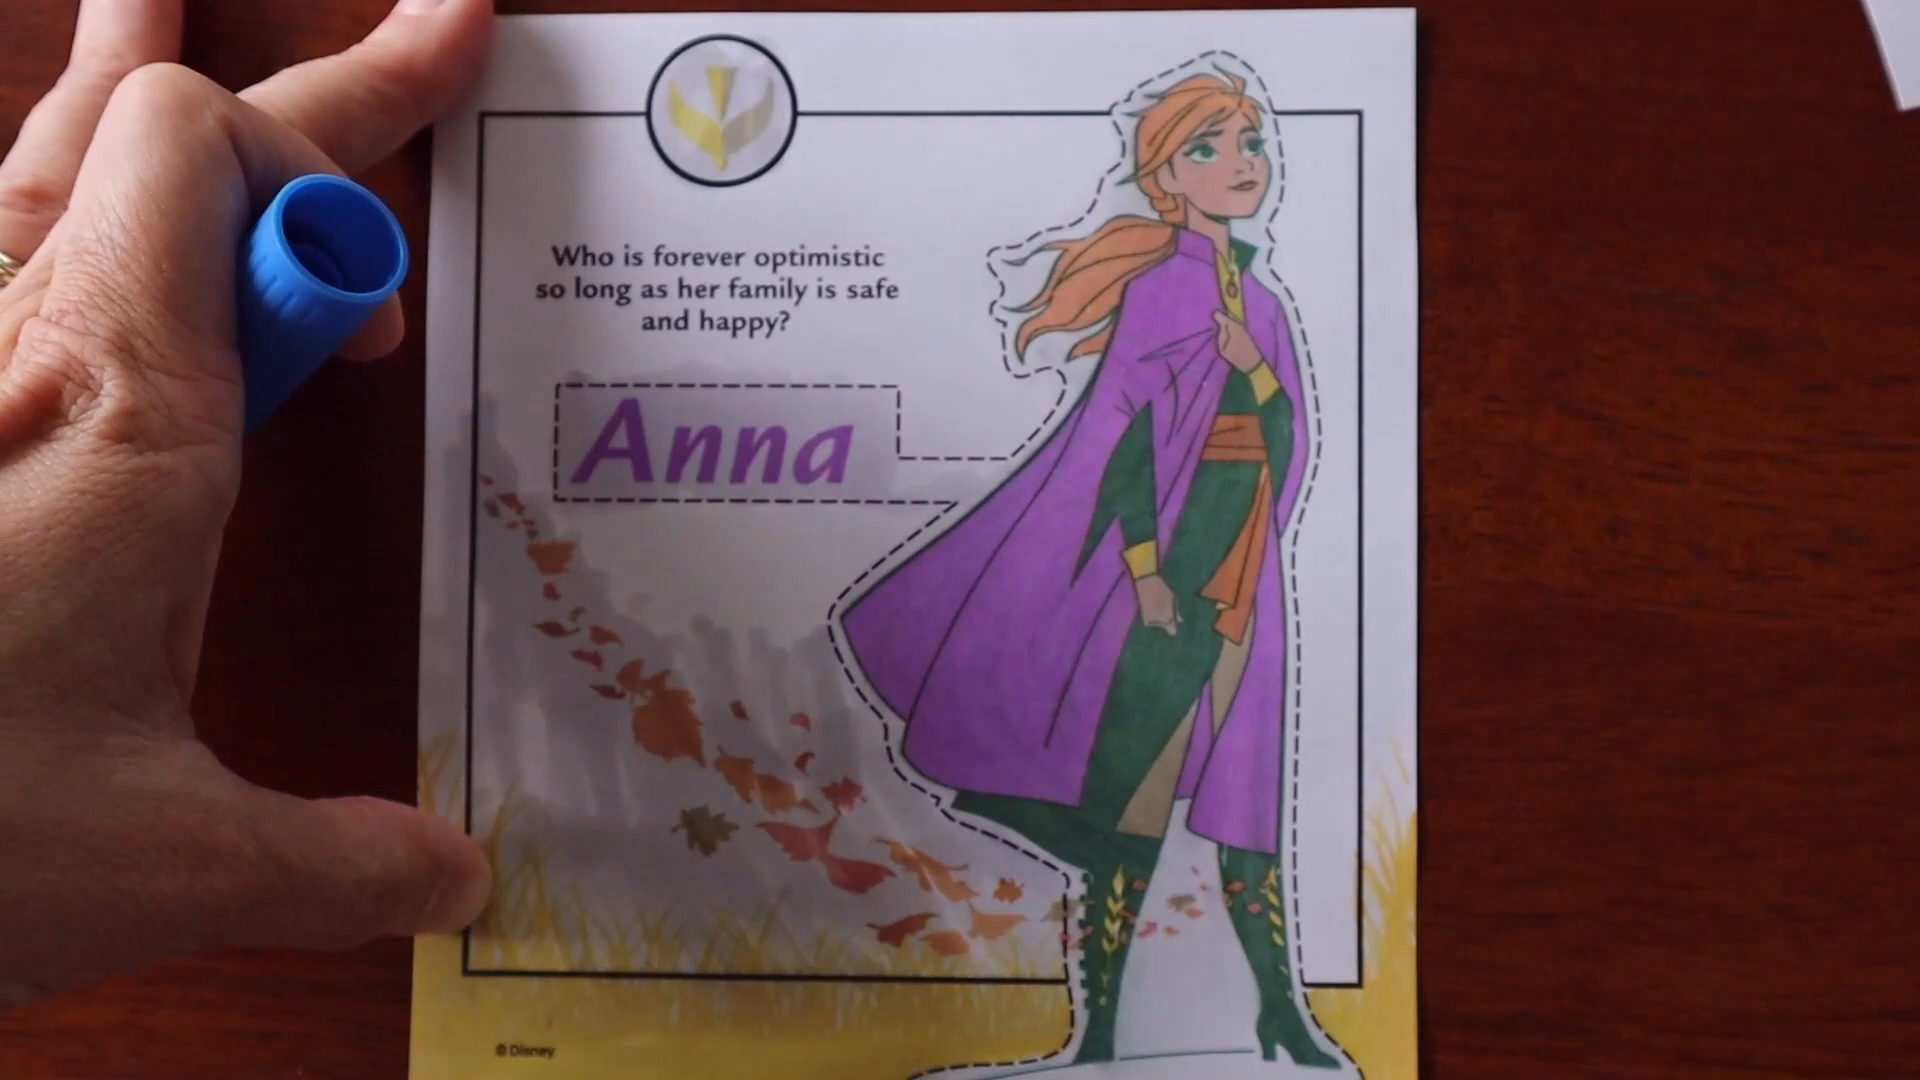 Who is forever optimistic
so long as her family is safe
and happy?
Anna
© Disney